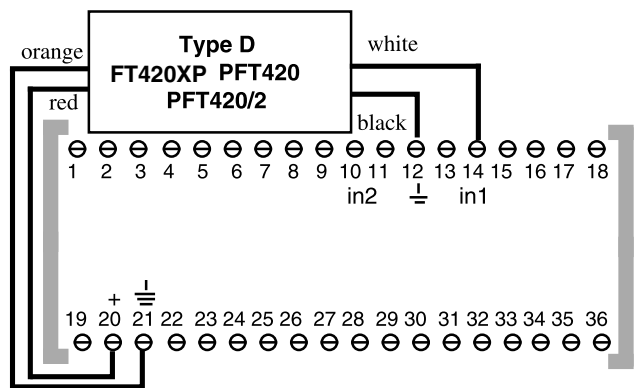 orange
Type D
white
FT420XP PFT420
PFT420/2
red
black
1 2 3 4 5 6 7 8 9 10 11 12 13 14 15 16 17 18
in2 in1
+
19 20 21 22 23 24 25 26 27 28 29 30 31 32 33 34 35 36